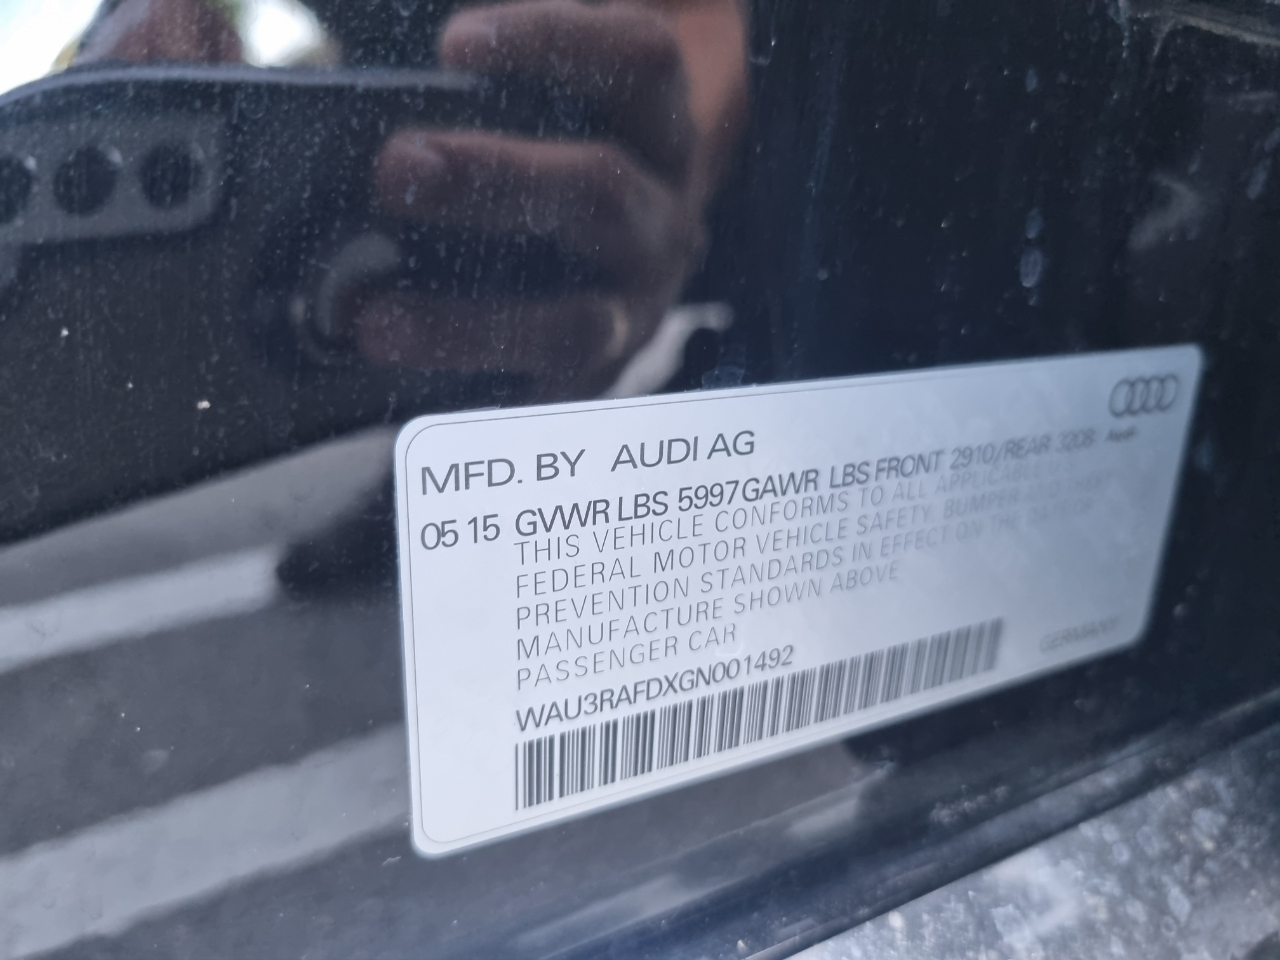 MFD. BY AUDI AG
05 15 GVWR LBS 5997 GAWR LBS FRONT 2910/REAR 3208 Audi
THIS VEHICLE CONFORMS TO ALL APPLICABLE U.S.
FEDERAL MOTOR VEHICLE SAFETY, BUMPER AND THEFT
PREVENTION STANDARDS IN EFFECT ON THE DATE OF
MANUFACTURE SHOWN ABOVE
PASSENGER CAR
WAU3RAFDXGN001492
GERMANY